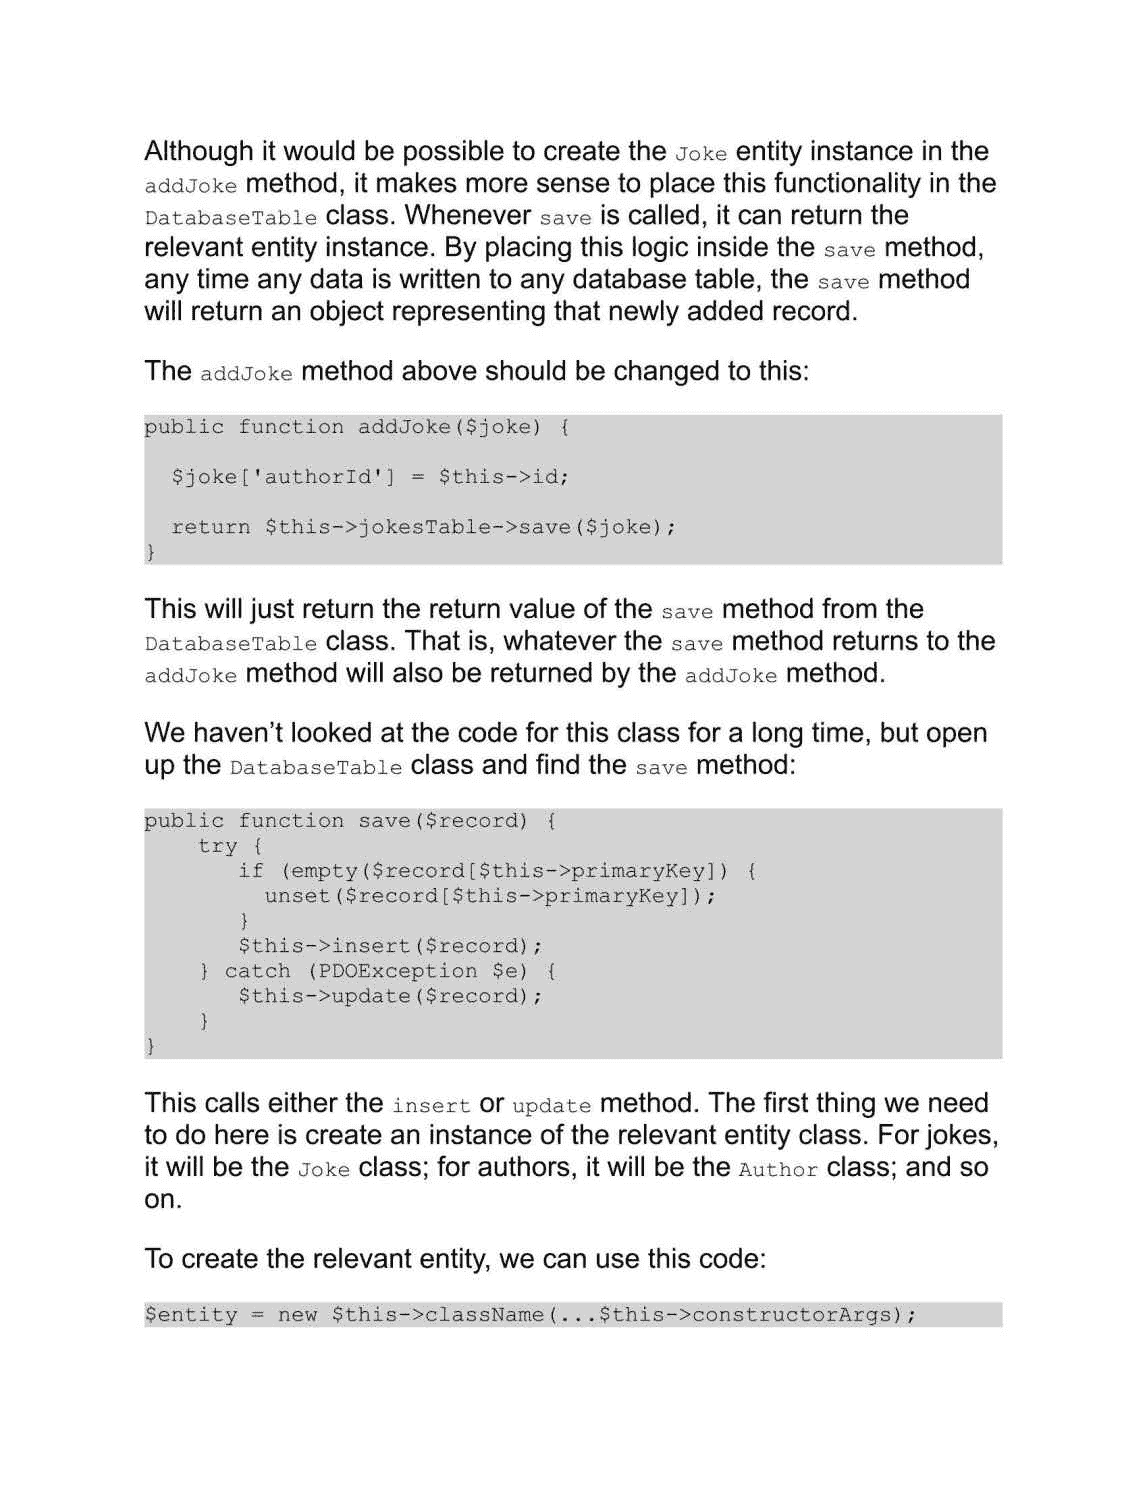 Although it would be possible to create the Joke entity instance in the
addJoke method, it makes more sense to place this functionality in the
DatabaseTable class. Whenever save is called, it can return the
relevant entity instance. By placing this logic inside the save method,
any time any data is written to any database table, the save method
will return an object representing that newly added record.
The addJoke method above should be changed to this:
public function addJoke($joke) {
  $joke['authorId'] = $this->id;
  return $this->jokesTable->save($joke);
}
This will just return the return value of the save method from the
DatabaseTable class. That is, whatever the save method returns to the
addJoke method will also be returned by the addJoke method.
We haven’t looked at the code for this class for a long time, but open
up the DatabaseTable class and find the save method:
public function save($record) {
    try {
       if (empty($record[$this->primaryKey]) {
         unset($record[$this->primaryKey]);
       }
       $this->insert($record);
    } catch (PDOException $e) {
       $this->update($record);
    }
}
This calls either the insert or update method. The first thing we need
to do here is create an instance of the relevant entity class. For jokes,
it will be the Joke class; for authors, it will be the Author class; and so
on.
To create the relevant entity, we can use this code:
$entity = new $this->className(...$this->constructorArgs);